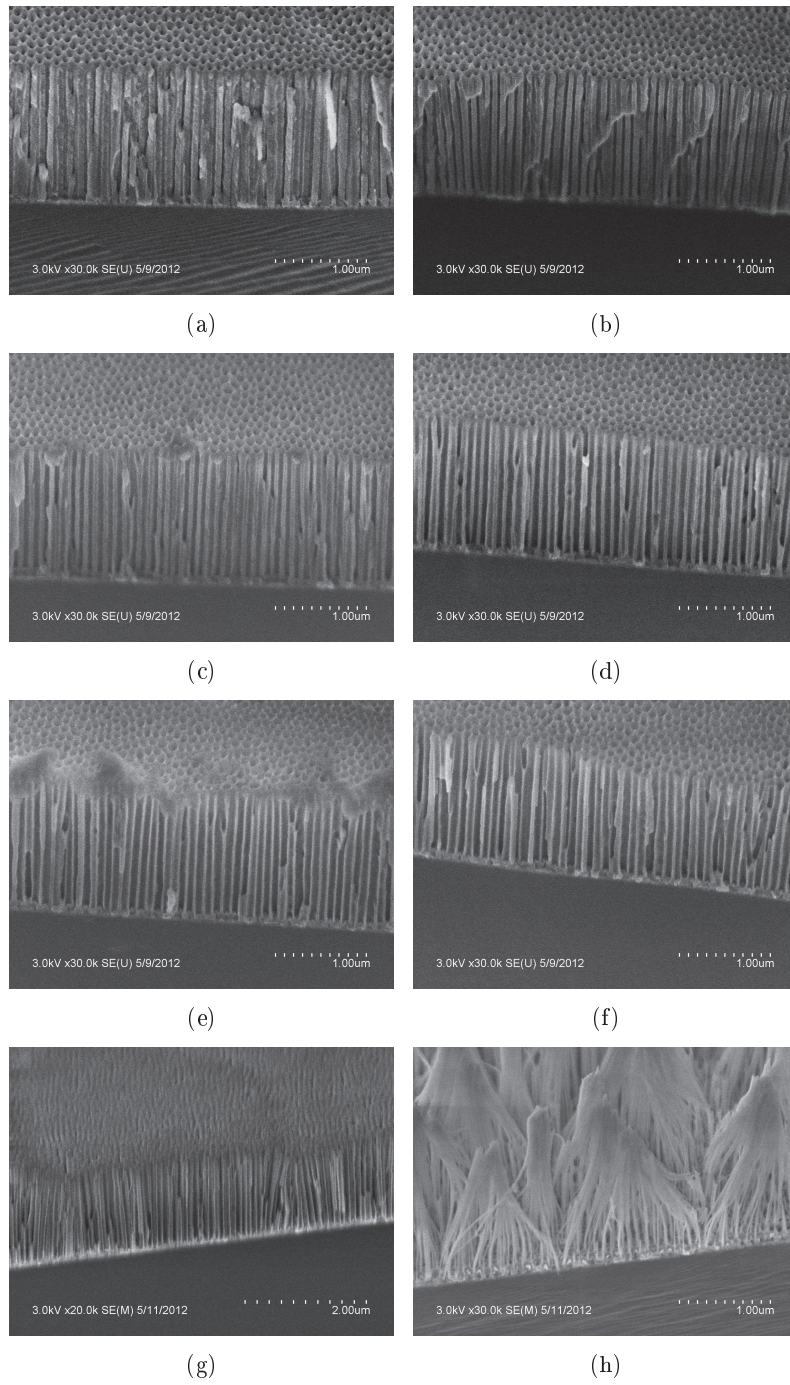 3.0kV x30.0k SE(U) 5/9/2012 1.00um
3.0kV x30.0k SE(U) 5/9/2012 1.00um
(a)
(b)
3.0kV x30.0k SE(U) 5/9/2012 1.00um
3.0kV x30.0k SE(U) 5/9/2012 1.00um
(c)
(d)
3.0kV x30.0k SE(U) 5/9/2012 1.00um
3.0kV x30.0k SE(U) 5/9/2012 1.00um
(e)
(f)
3.0kV x20.0k SE(M) 5/11/2012 2.00um
3.0kV x30.0k SE(M) 5/11/2012 1.00um
(g)
(h)